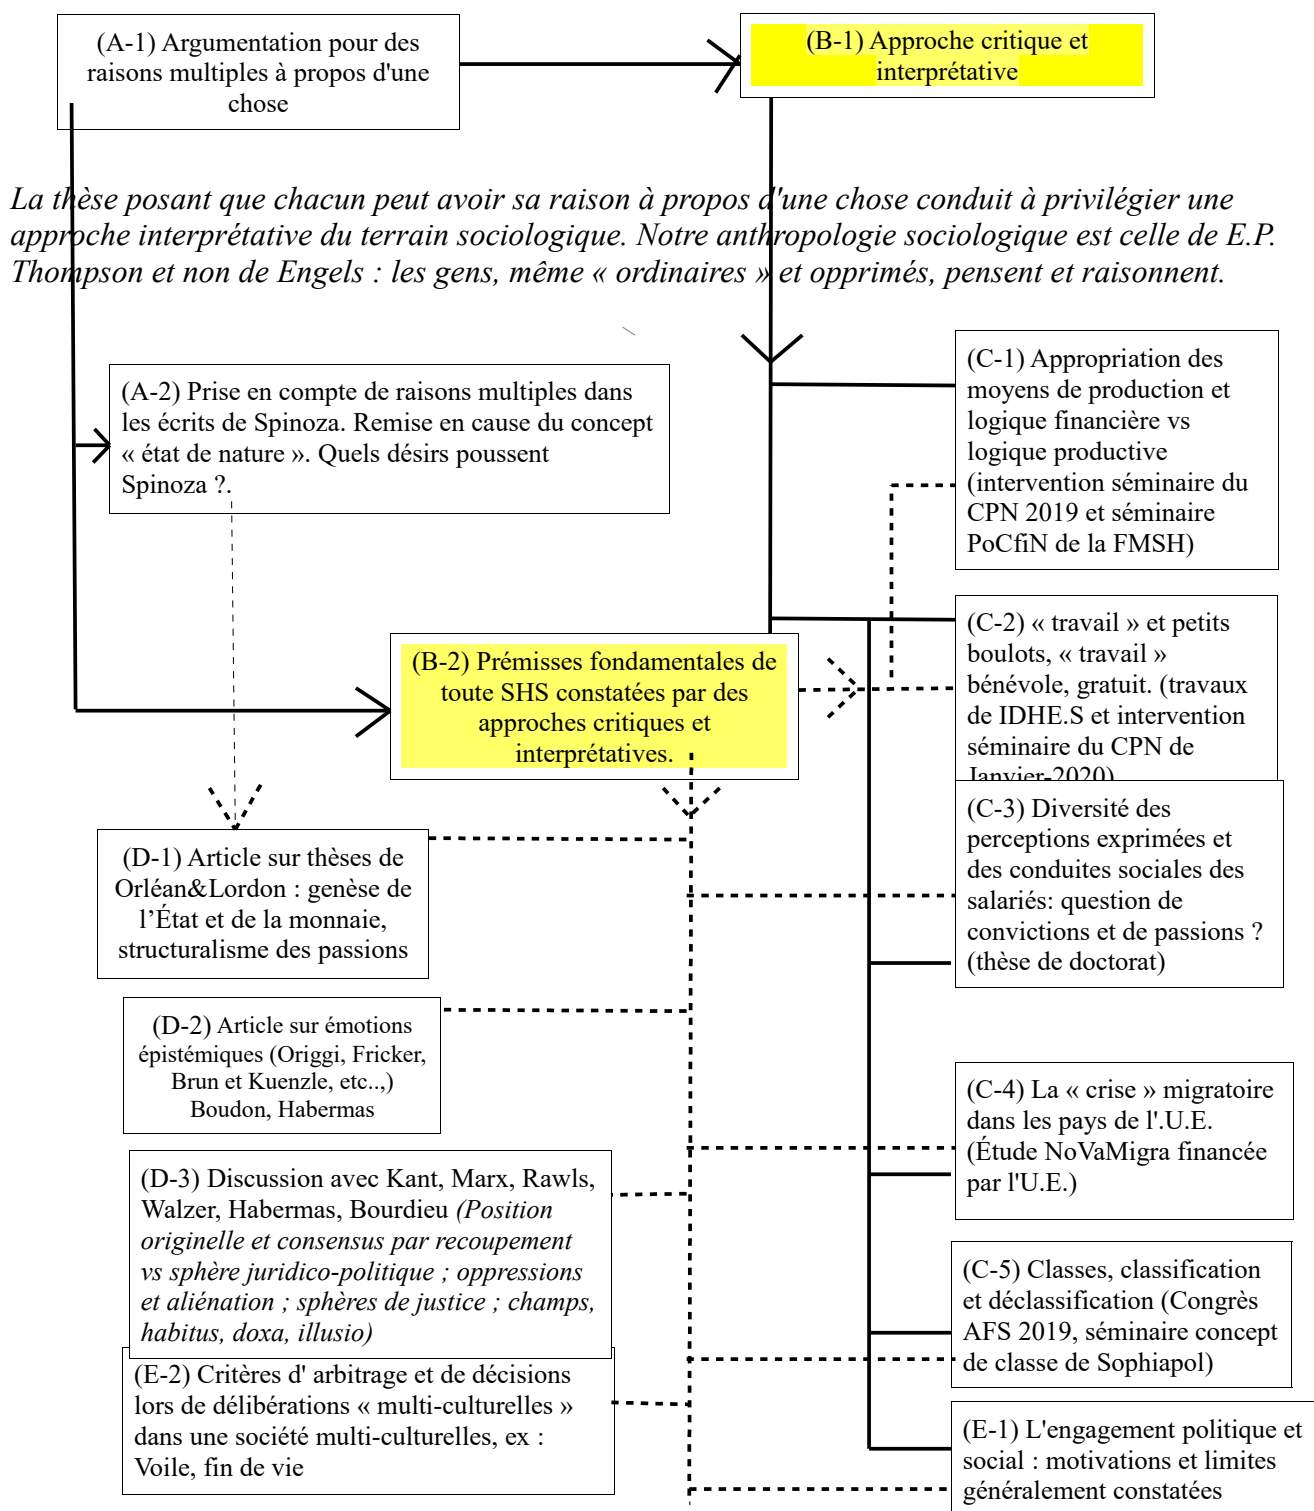 (A-1) Argumentation pour des
raisons multiples à propos d'une
chose
(B-1) Approche critique et
interprétative
La thèse posant que chacun peut avoir sa raison à propos d'une chose conduit à privilégier une
approche interprétative du terrain sociologique. Notre anthropologie sociologique est celle de E.P.
Thompson et non de Engels : les gens, même « ordinaires » et opprimés, pensent et raisonnent.
(A-2) Prise en compte de raisons multiples dans
les écrits de Spinoza. Remise en cause du concept
« état de nature ». Quels désirs poussent
Spinoza ?.
(C-1) Appropriation des
moyens de production et
logique financière vs
logique productive
(intervention séminaire du
CPN 2019 et séminaire
PoCfiN de la FMSH)
(C-2) « travail » et petits
boulots, « travail »
bénévole, gratuit. (travaux
de IDHE.S et intervention
séminaire du CPN de
Janvier-2020)
(B-2) Prémisses fondamentales de
toute SHS constatées par des
approches critiques et
interprétatives.
(C-3) Diversité des
perceptions exprimées et
des conduites sociales des
salariés: question de
convictions et de passions ?
(thèse de doctorat)
(D-1) Article sur thèses de
Orléan&Lordon : genèse de
l’État et de la monnaie,
structuralisme des passions
(D-2) Article sur émotions
épistémiques (Origgi, Fricker,
Brun et Kuenzle, etc..,)
Boudon, Habermas
(C-4) La « crise » migratoire
dans les pays de l'.U.E.
(Étude NoVaMigra financée
par l'U.E.)
(D-3) Discussion avec Kant, Marx, Rawls,
Walzer, Habermas, Bourdieu (Position
originelle et consensus par recoupement
vs sphère juridico-politique ; oppressions
et aliénation ; sphères de justice ; champs,
habitus, doxa, illusio)
(C-5) Classes, classification
et déclassification (Congrès
AFS 2019, séminaire concept
de classe de Sophiapol)
(E-2) Critères d' arbitrage et de décisions
lors de délibérations « multi-culturelles »
dans une société multi-culturelles, ex :
Voile, fin de vie
(E-1) L'engagement politique et
social : motivations et limites
généralement constatées